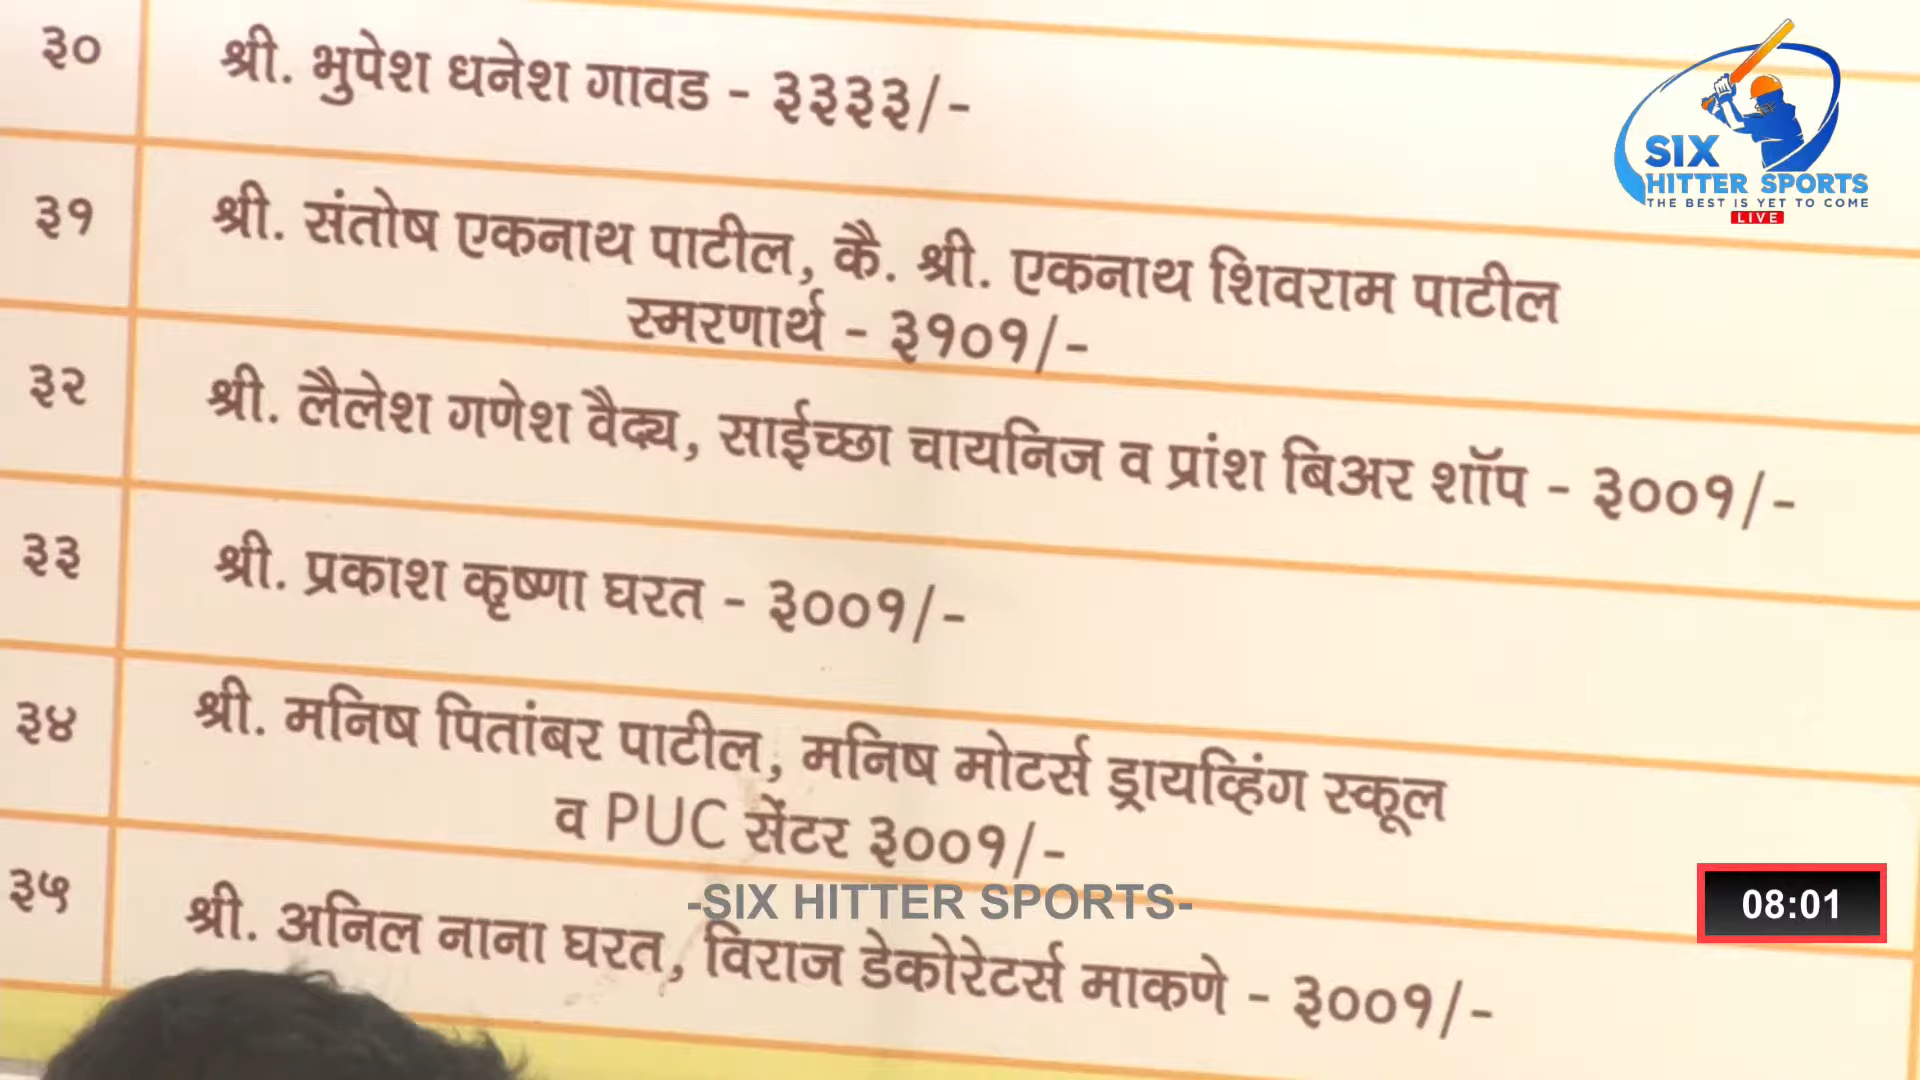 ३० श्री. भुपेश धनेश गावड - ३३३३/-
३१ श्री. संतोष एकनाथ पाटील, कै. श्री. एकनाथ शिवराम पाटील
स्मरणार्थ - ३१०१/-
३२ श्री. लैलेश गणेश वैद्य, साईच्छा चायनिज व प्रांश बिअर शॉप - ३००१/-
३३ श्री. प्रकाश कृष्णा घरत - ३००१/-
३४ श्री. मनिष पितांबर पाटील, मनिष मोटर्स ड्रायव्हिंग स्कूल
व PUC सेंटर ३००१/-
३५ श्री. अनिल नाना घरत, विराज डेकोरेटर्स माकणे - ३००१/-
SIX
HITTER SPORTS
THE BEST IS YET TO COME
LIVE
-SIX HITTER SPORTS-
08:01